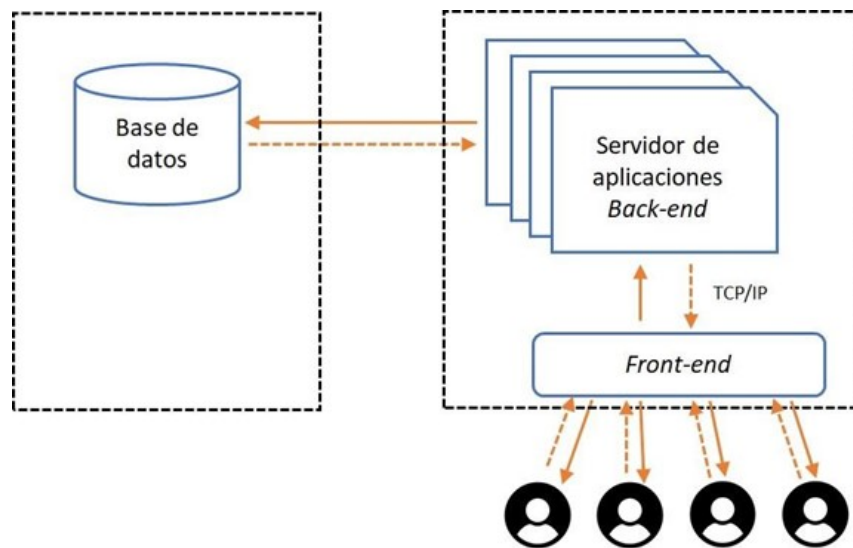 Base de
datos
Servidor de
aplicaciones
Back-end
TCP/IP
Front-end